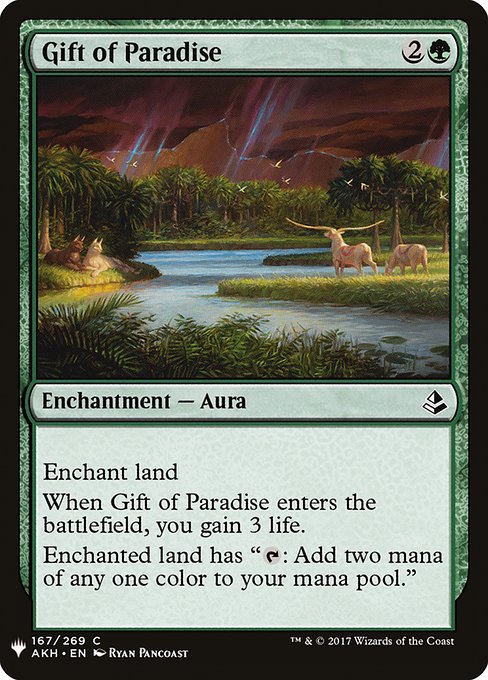 Gift of Paradise 2
Enchantment — Aura
Enchant land
When Gift of Paradise enters the
battlefield, you gain 3 life.
Enchanted land has “: Add two mana
of any one color to your mana pool.”
167/269 C
AKH • EN Ryan Pancoast
™ & © 2017 Wizards of the Coast